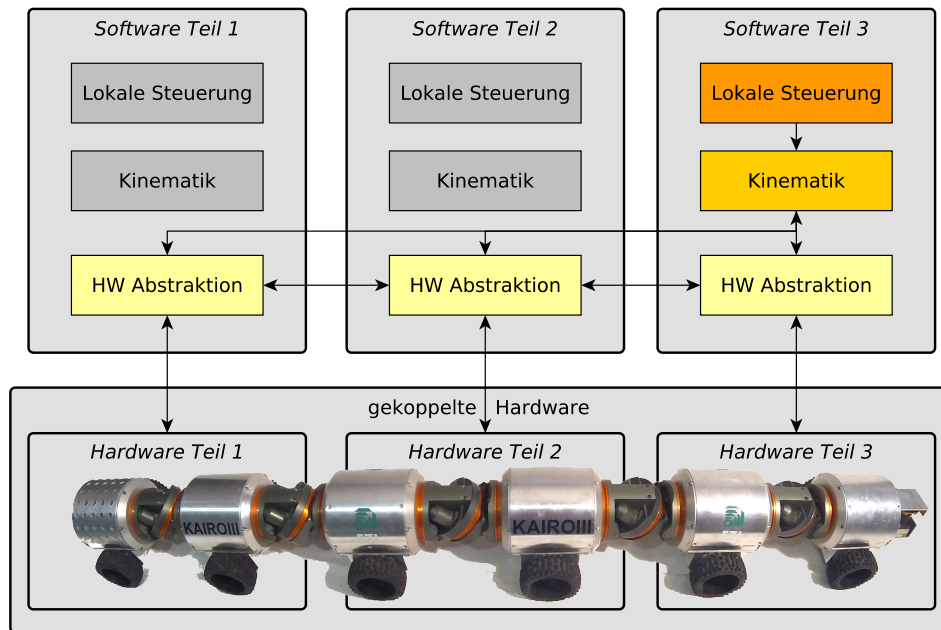 Software Teil 1
Software Teil 2
Software Teil 3
Lokale Steuerung
Lokale Steuerung
Lokale Steuerung
Kinematik
Kinematik
Kinematik
HW Abstraktion
HW Abstraktion
HW Abstraktion
gekoppelte Hardware
Hardware Teil 1
Hardware Teil 2
Hardware Teil 3
KAIROIII
KAIROIII